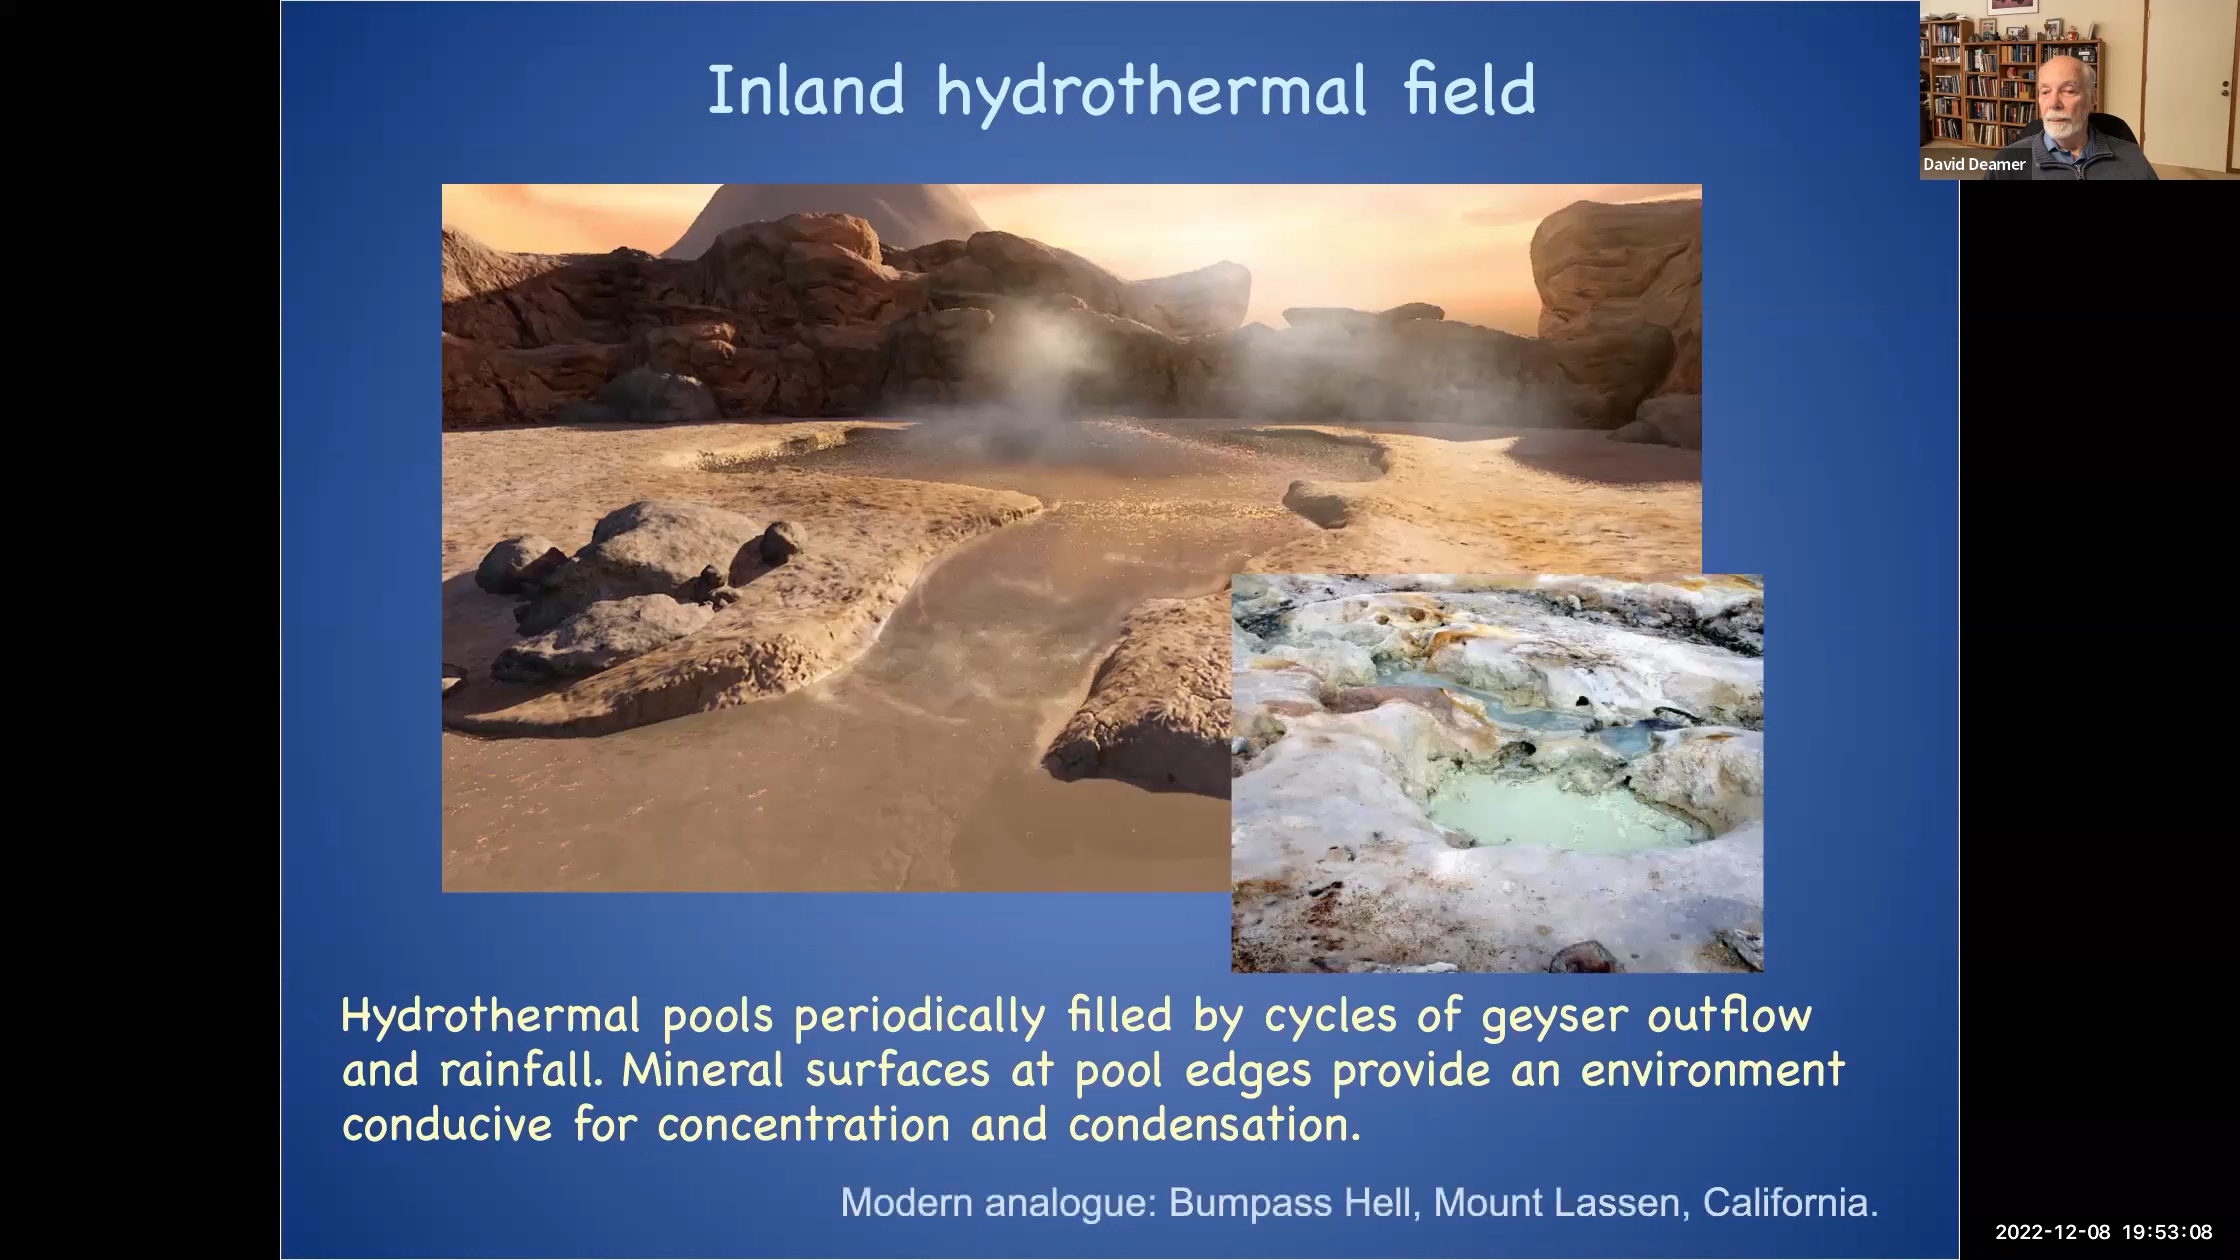 Inland hydrothermal field
David Deamer
Hydrothermal pools periodically filled by cycles of geyser outflow
and rainfall. Mineral surfaces at pool edges provide an environment
conducive for concentration and condensation.
Modern analogue: Bumpass Hell, Mount Lassen, California.
2022-12-08 19:53:08